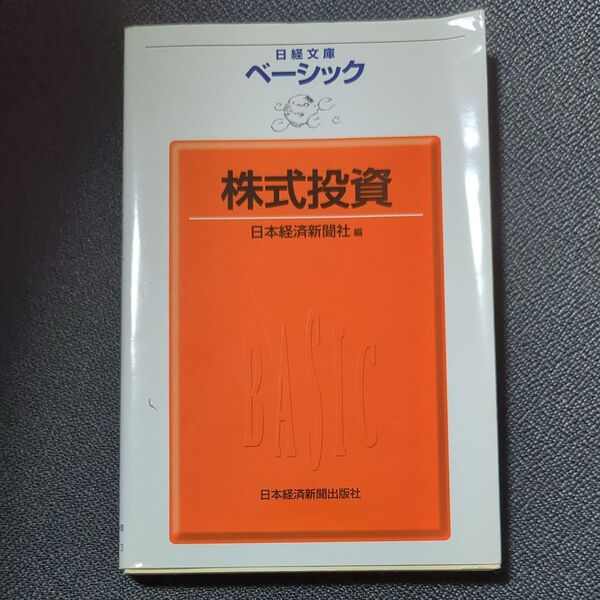 日経文庫
ベーシック
株式投資
日本経済新聞社 編
BASIC
日本経済新聞出版社
3